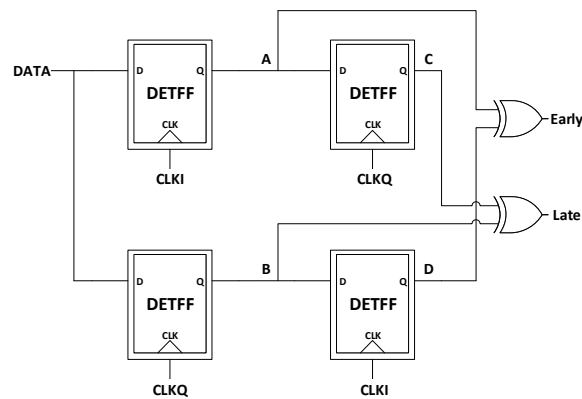 A C
DATA D Q D Q
DETFF DETFF Early
CLK CLK
CLKI CLKQ
Late
B D
D Q D Q
DETFF DETFF
CLK CLK
CLKQ CLKI